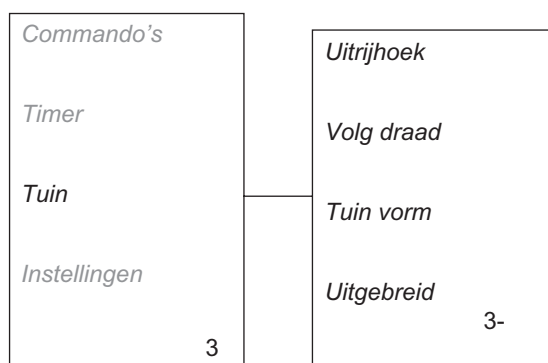 Commando's
Timer
Tuin
Instellingen
3
Uitrijhoek
Volg draad
Tuin vorm
Uitgebreid
3-